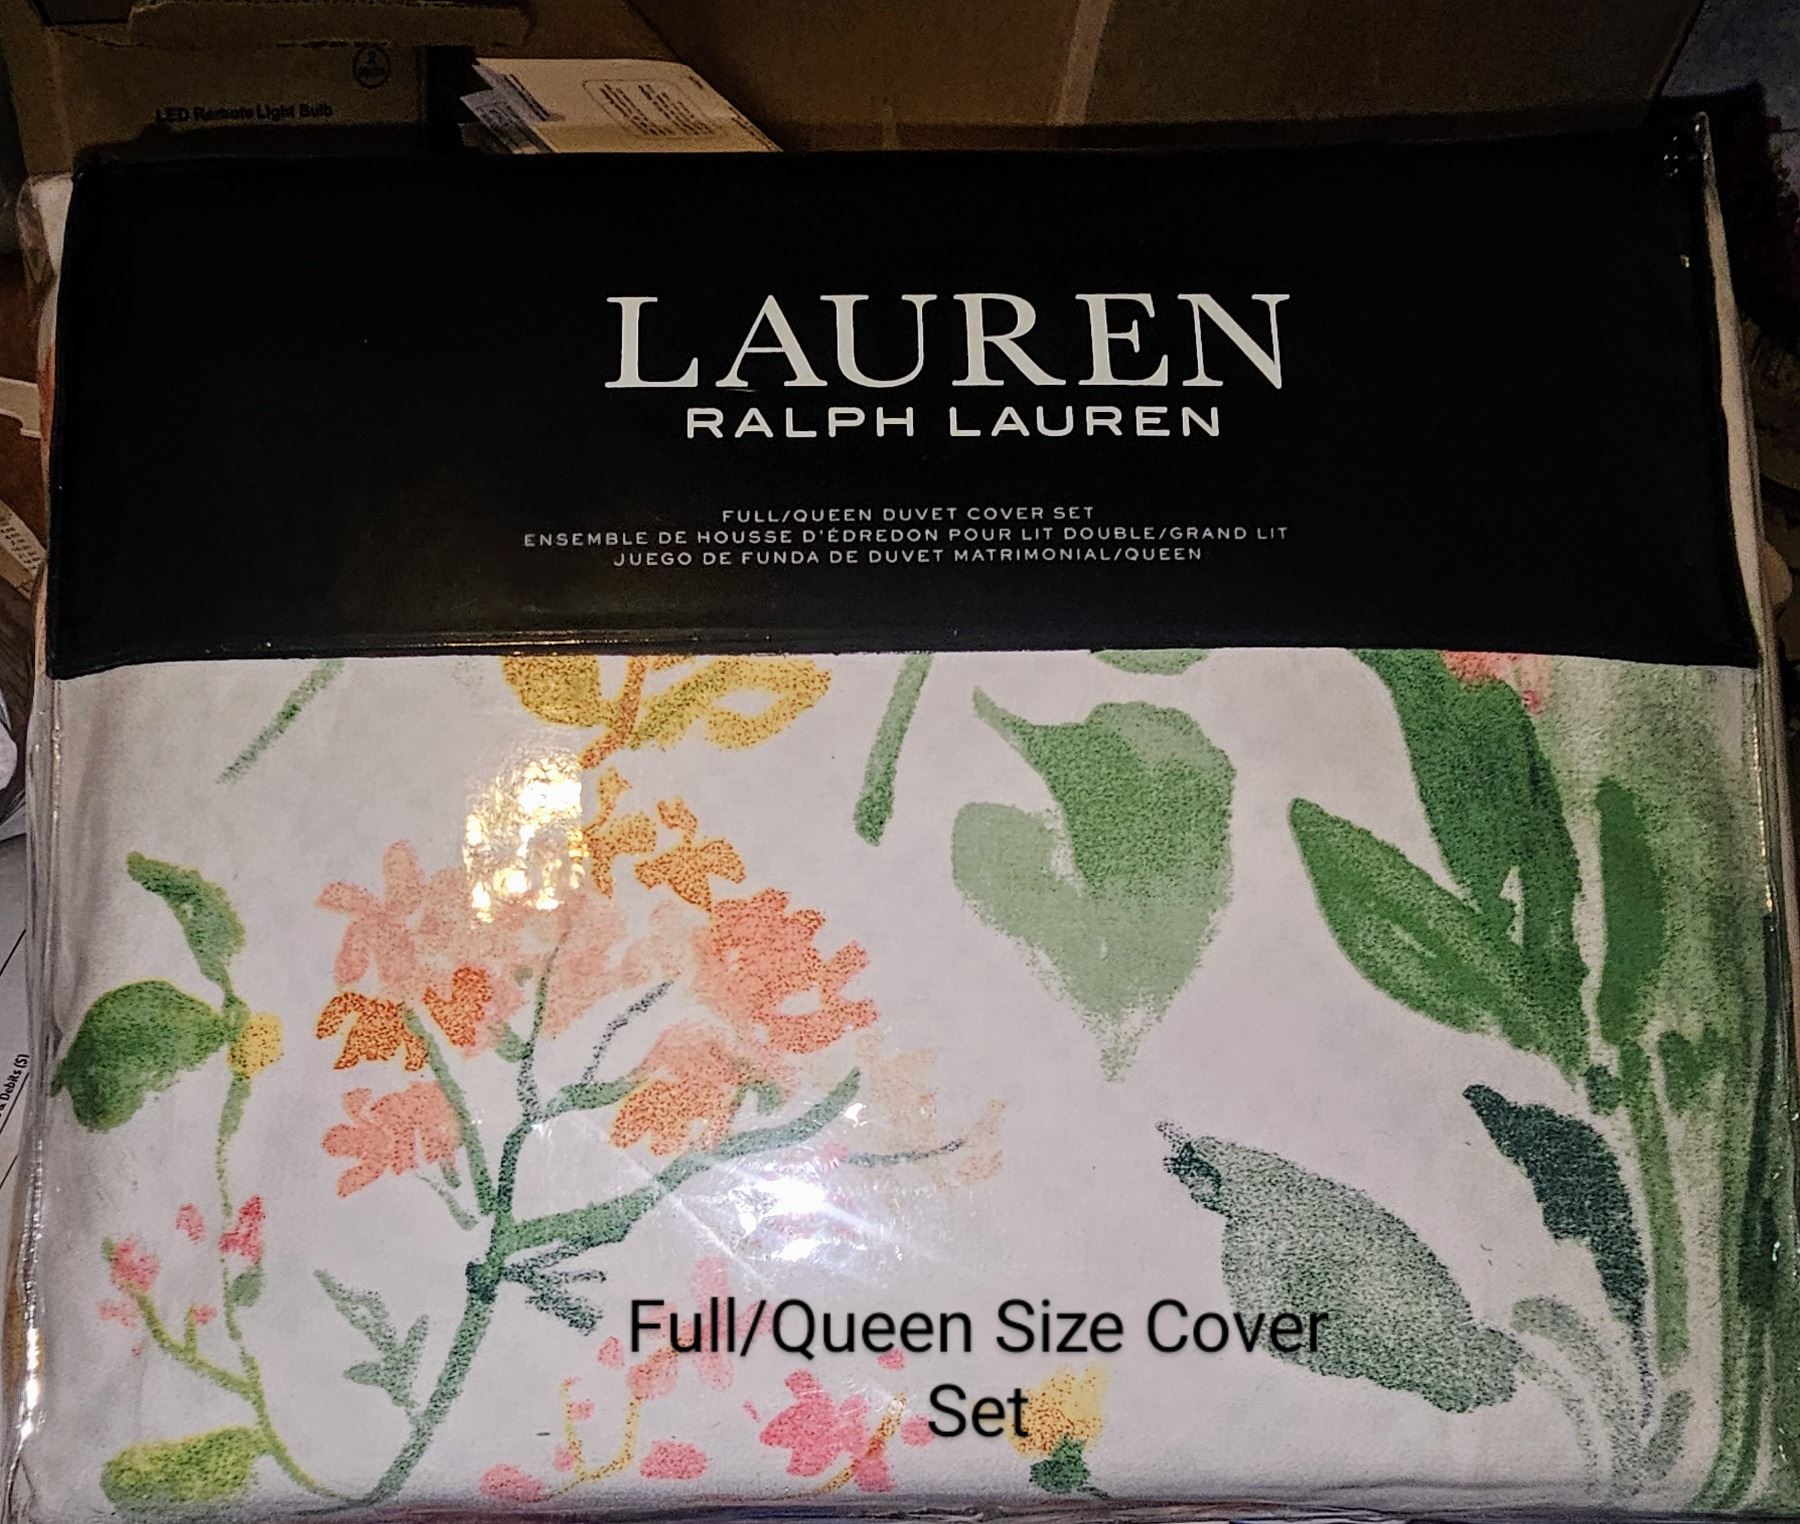 LED Remote Light Bulb
LAUREN
RALPH LAUREN
FULL/QUEEN DUVET COVER SET
ENSEMBLE DE HOUSSE D'ÉDREDON POUR LIT DOUBLE/GRAND LIT
JUEGO DE FUNDA DE DUVET MATRIMONIAL/QUEEN
Debits (S)
Full/Queen Size Cover
Set